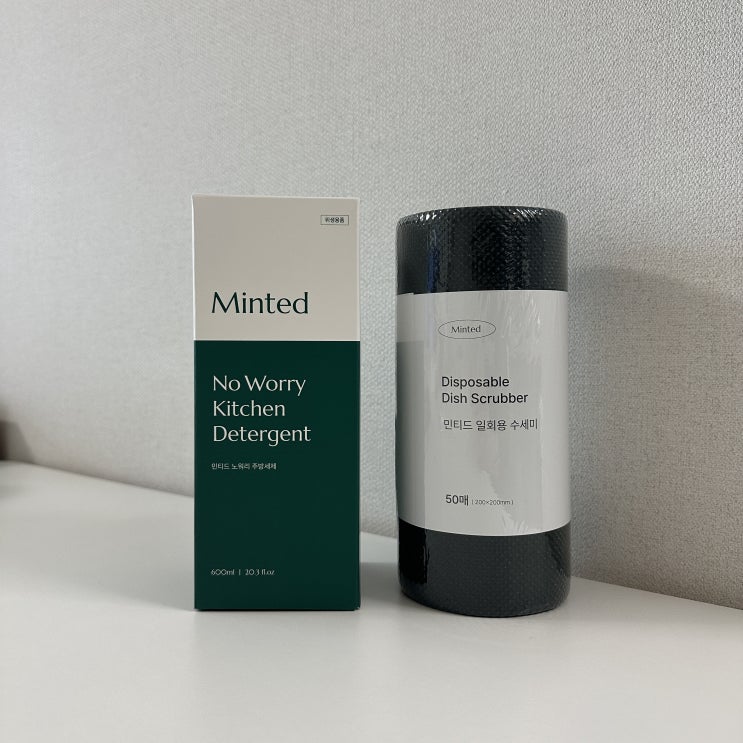 위생용품
Minted
No Worry
Kitchen
Detergent
민티드 노워리 주방세제
600ml | 20.3 fl.oz
Minted
Disposable
Dish Scrubber
민티드 일회용 수세미
50매 ( 200×200mm )